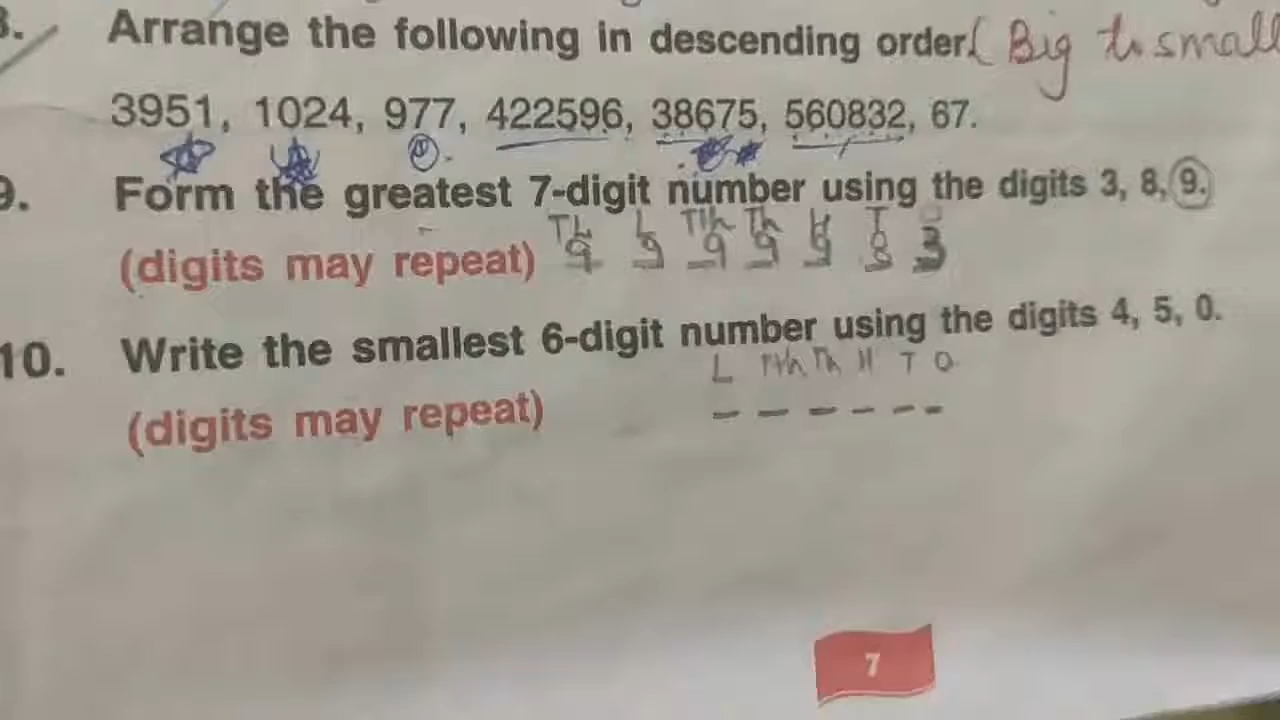 8. Arrange the following in descending order. (Big to small
3951, 1024, 977, 422596, 38675, 560832, 67.
9. Form the greatest 7-digit number using the digits 3, 8, 9.
(digits may repeat) TL L TTh Th H T O
9 9 9 9 9 8 3
10. Write the smallest 6-digit number using the digits 4, 5, 0.
L TTh Th H T O
(digits may repeat) _ _ _ _ _ _
7